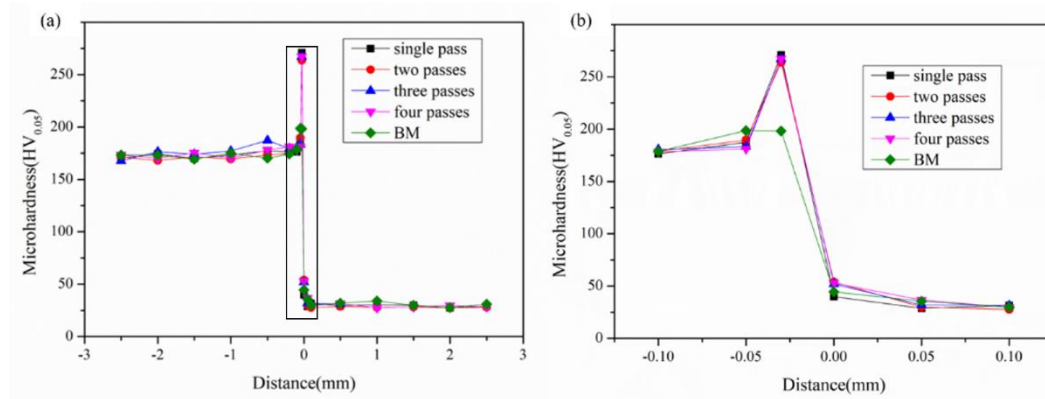 (a)
Microhardness(HV0.05)
250
200
150
100
50
0
-3
-2
-1
0
1
2
3
Distance(mm)
single pass
two passes
three passes
four passes
BM
(b)
Microhardness(HV0.05)
250
200
150
100
50
0
-0.10
-0.05
0.00
0.05
0.10
Distance(mm)
single pass
two passes
three passes
four passes
BM